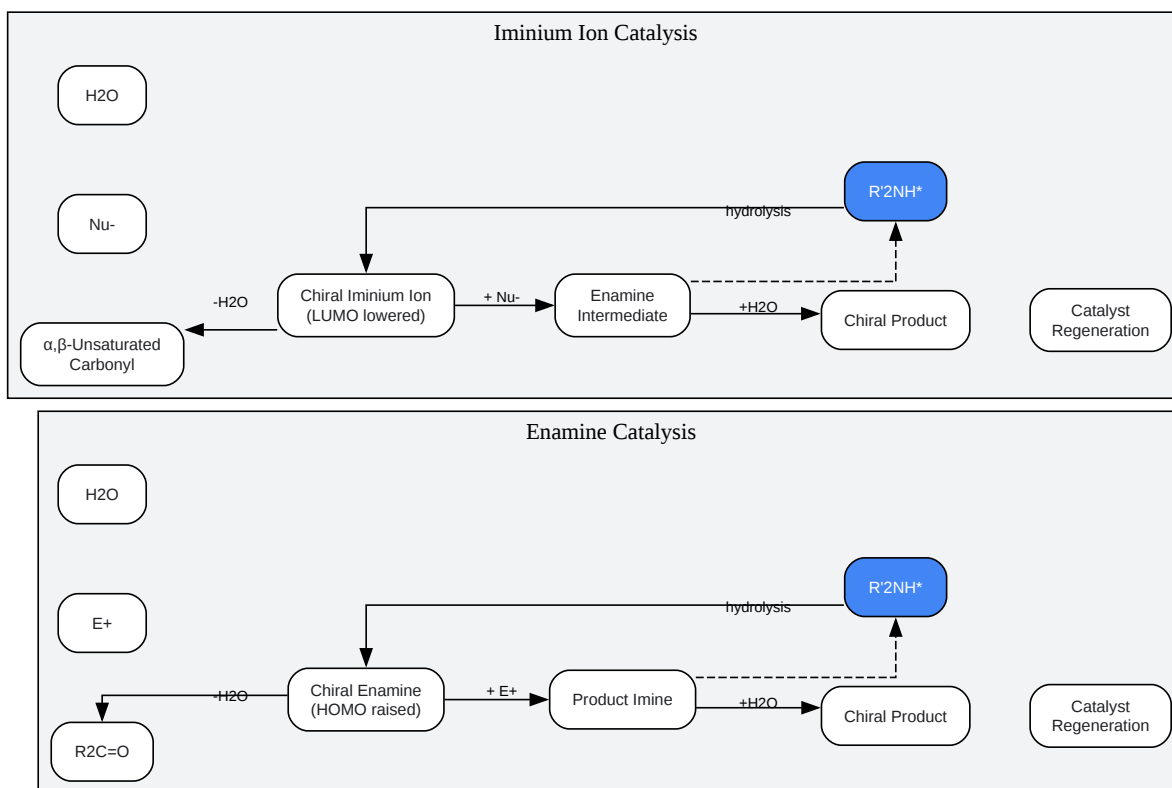 Iminium Ion Catalysis
H2O
R'2NH*
Nu-
hydrolysis
Chiral Iminium Ion
(LUMO lowered)
+ Nu-
Enamine
Intermediate
+H2O
Chiral Product
Catalyst
Regeneration
-H2O
α,β-Unsaturated
Carbonyl
Enamine Catalysis
H2O
R'2NH*
E+
hydrolysis
-H2O
Chiral Enamine
(HOMO raised)
+ E+
Product Imine
+H2O
Chiral Product
Catalyst
Regeneration
R2C=O